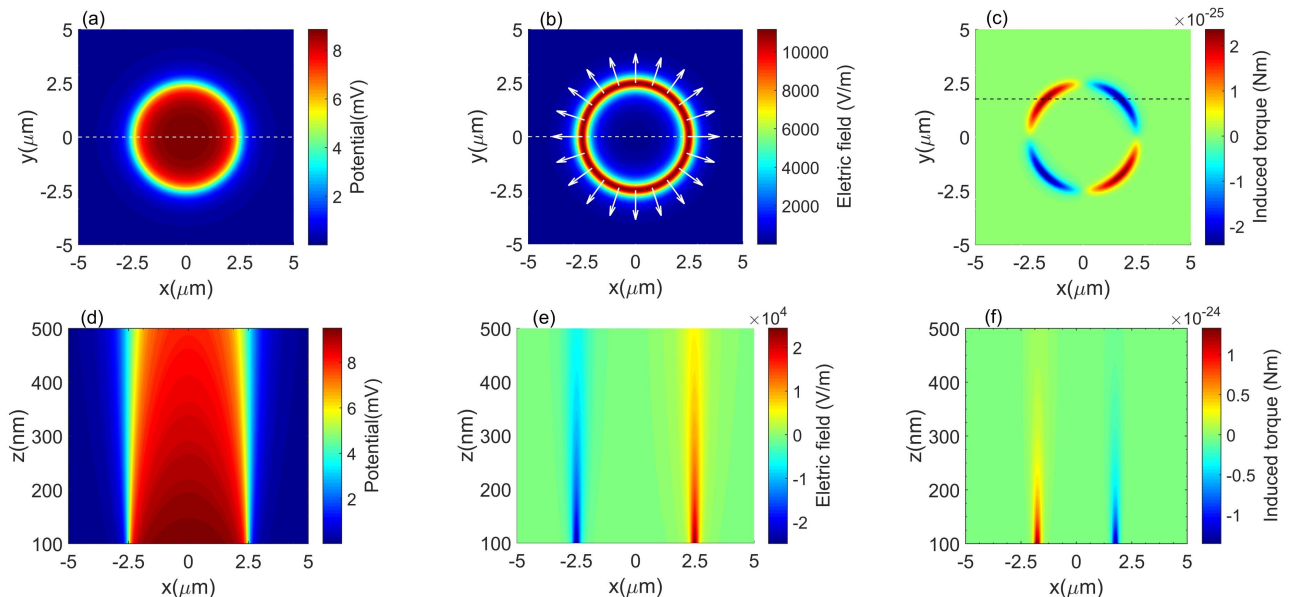 (a)
5
2.5
0
-2.5
-5
y(μm)
-5 -2.5 0 2.5 5
x(μm)
8
6
4
2
Potential(mV)
(b)
5
2.5
0
-2.5
-5
y(μm)
-5 -2.5 0 2.5 5
x(μm)
10000
8000
6000
4000
2000
Eletric field (V/m)
(c)
×10-25
5
2.5
0
-2.5
-5
y(μm)
-5 -2.5 0 2.5 5
x(μm)
2
1
0
-1
-2
Induced torque (Nm)
(d)
500
400
300
200
100
z(nm)
-5 -2.5 0 2.5 5
x(μm)
8
6
4
2
Potential(mV)
(e)
×10^4
500
400
300
200
100
z(nm)
-5 -2.5 0 2.5 5
x(μm)
2
1
0
-1
-2
Eletric field (V/m)
(f)
×10-24
500
400
300
200
100
z(nm)
-5 -2.5 0 2.5 5
x(μm)
1
0.5
0
-0.5
-1
Induced torque (Nm)